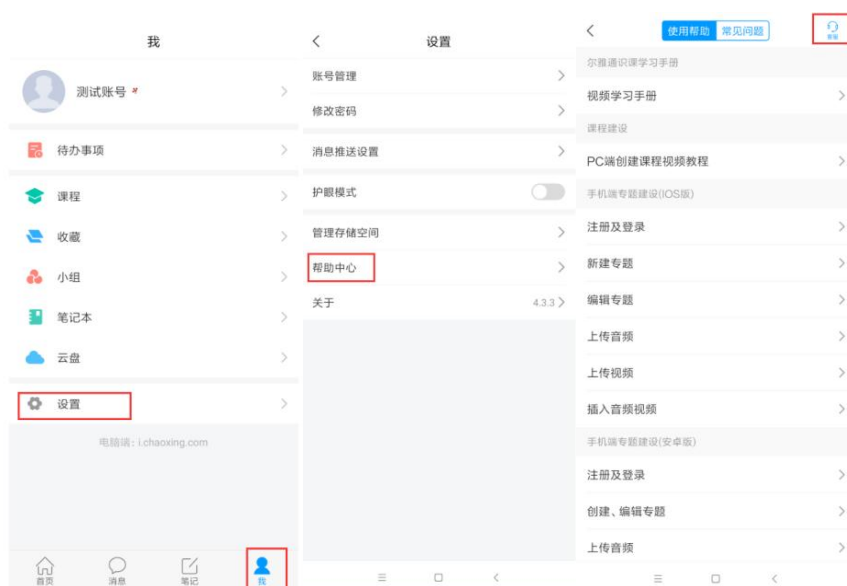 我
测试账号
待办事项
课程
收藏
小组
笔记本
云盘
设置
电脑端: i.chaoxing.com
首页
消息
笔记
我
设置
账号管理
修改密码
消息推送设置
护眼模式
管理存储空间
帮助中心
关于
4.3.3
使用帮助
常见问题
客服
尔雅通识课学习手册
视频学习手册
课程建设
PC端创建课程视频教程
手机端专题建设(IOS版)
注册及登录
新建专题
编辑专题
上传音频
上传视频
插入音频视频
手机端专题建设(安卓版)
注册及登录
创建、编辑专题
上传音频